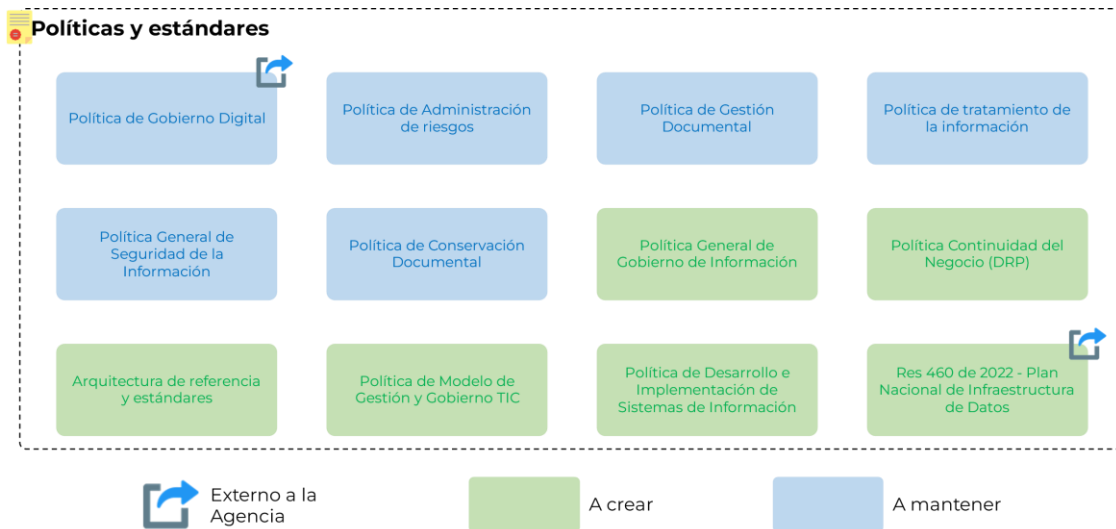 Políticas y estándares
Política de Gobierno Digital
Política de Administración
de riesgos
Política de Gestión
Documental
Política de tratamiento de
la información
Política General de
Seguridad de la
Información
Política de Conservación
Documental
Política General de
Gobierno de Información
Política Continuidad del
Negocio (DRP)
Arquitectura de referencia
y estándares
Política de Modelo de
Gestión y Gobierno TIC
Política de Desarrollo e
Implementación de
Sistemas de Información
Res 460 de 2022 - Plan
Nacional de Infraestructura
de Datos
Externo a la
Agencia
A crear
A mantener